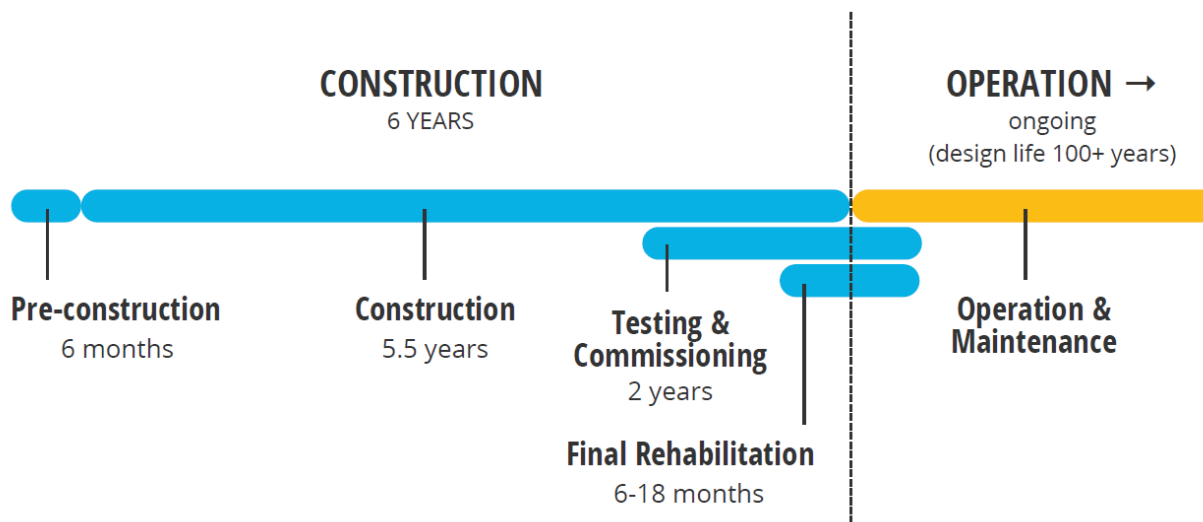 CONSTRUCTION
6 YEARS
OPERATION →
ongoing
(design life 100+ years)
Pre-construction
6 months
Construction
5.5 years
Testing &
Commissioning
2 years
Final Rehabilitation
6-18 months
Operation &
Maintenance